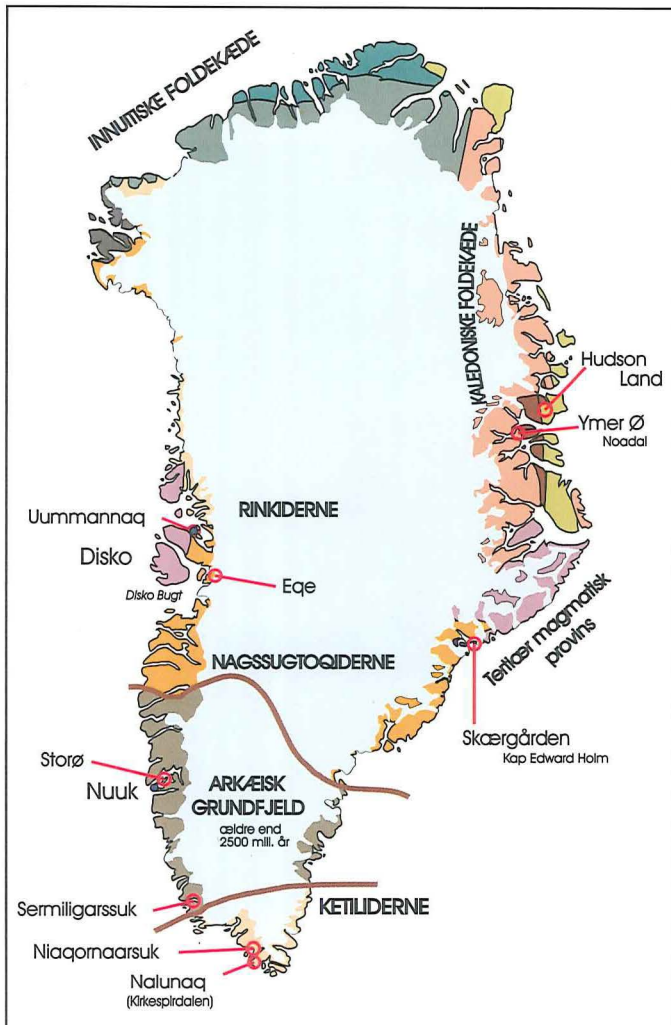 INNUITISKE FOLDEKÆDE
KALEDONISKE FOLDEKÆDE
Hudson
Land
Ymer Ø
Noadal
RINKIDERNE
Uummannaq
Disko
Disko Bugt
Eqe
Tertiær magmatisk
provins
NAGSSUGTOQIDERNE
Skærgården
Kap Edward Holm
Storø
Nuuk
ARKÆISK
GRUNDFJELD
ældre end
2500 mill. år
Sermiligarssuk
KETILIDERNE
Niaqornaarsuk
Nalunaq
(Kirkespirdalen)